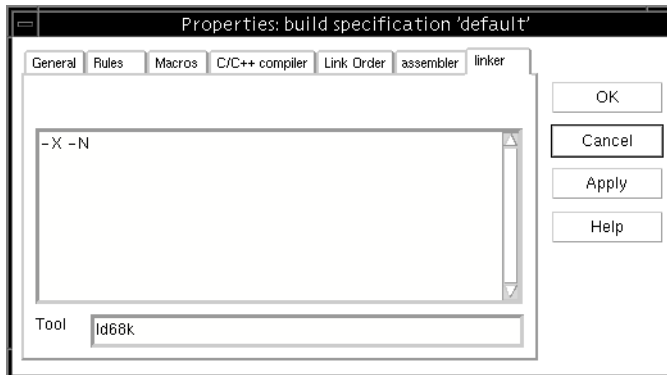 Properties: build specification 'default'
General Rules Macros C/C++ compiler Link Order assembler linker
OK
-X -N
Cancel
Apply
Help
Tool ld68k